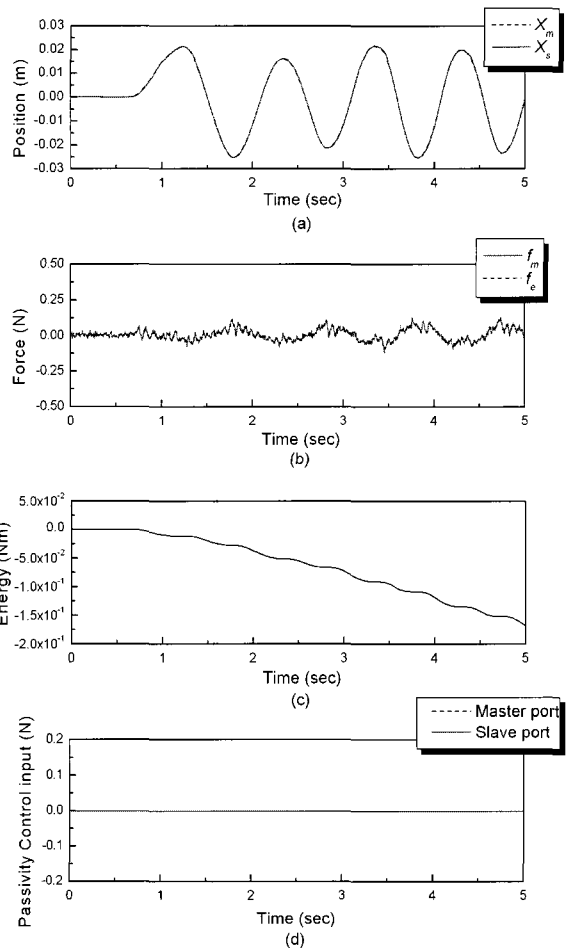 0.03
0.02
0.01
0.00
-0.01
-0.02
-0.03
Position (m)
X_m
X_s
0 1 2 3 4 5
Time (sec)
(a)
0.50
0.25
0.00
-0.25
-0.50
Force (N)
f_m
f_e
0 1 2 3 4 5
Time (sec)
(b)
5.0x10^-2
0.0
-5.0x10^-2
-1.0x10^-1
-1.5x10^-1
-2.0x10^-1
Energy (Nm)
0 1 2 3 4 5
Time (sec)
(c)
Master port
Slave port
0.2
0.1
0.0
-0.1
-0.2
Passivity Control input (N)
0 1 2 3 4 5
Time (sec)
(d)